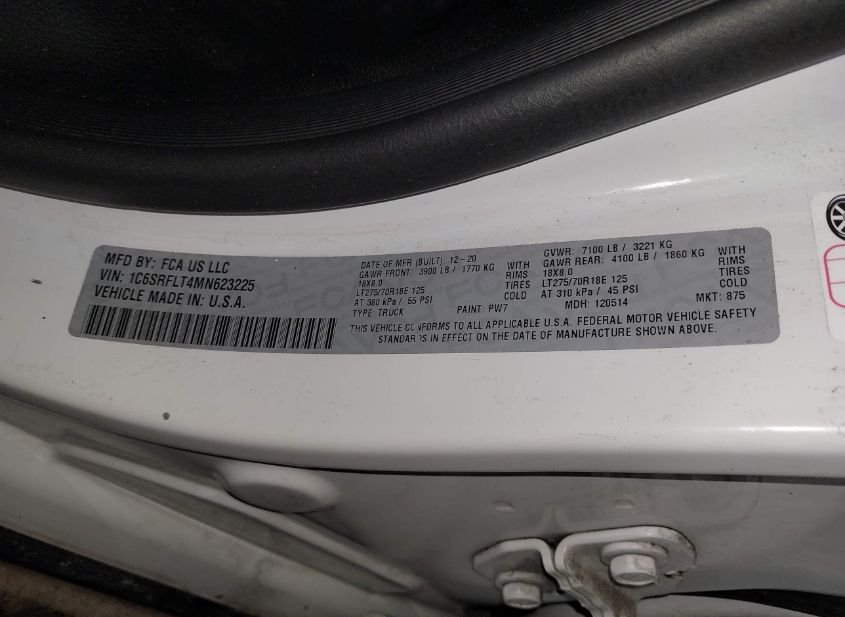 MFD BY: FCA US LLC
VIN: 1C6SRFLT4MN623225
VEHICLE MADE IN: U.S.A.
DATE OF MFR (BUILT): 12-20
GAWR FRONT: 3900 LB / 1770 KG WITH
18X8.0 RIMS
LT275/70R18E 125 TIRES
AT 380 kPa / 55 PSI COLD
TYPE: TRUCK PAINT: PW7
GVWR: 7100 LB / 3221 KG
GAWR REAR: 4100 LB / 1860 KG WITH
18X8.0 RIMS
LT275/70R18E 125 TIRES
AT 310 kPa / 45 PSI COLD
MDH: 120514 MKT: 875
THIS VEHICLE CONFORMS TO ALL APPLICABLE U.S.A. FEDERAL MOTOR VEHICLE SAFETY
STANDARDS IN EFFECT ON THE DATE OF MANUFACTURE SHOWN ABOVE.